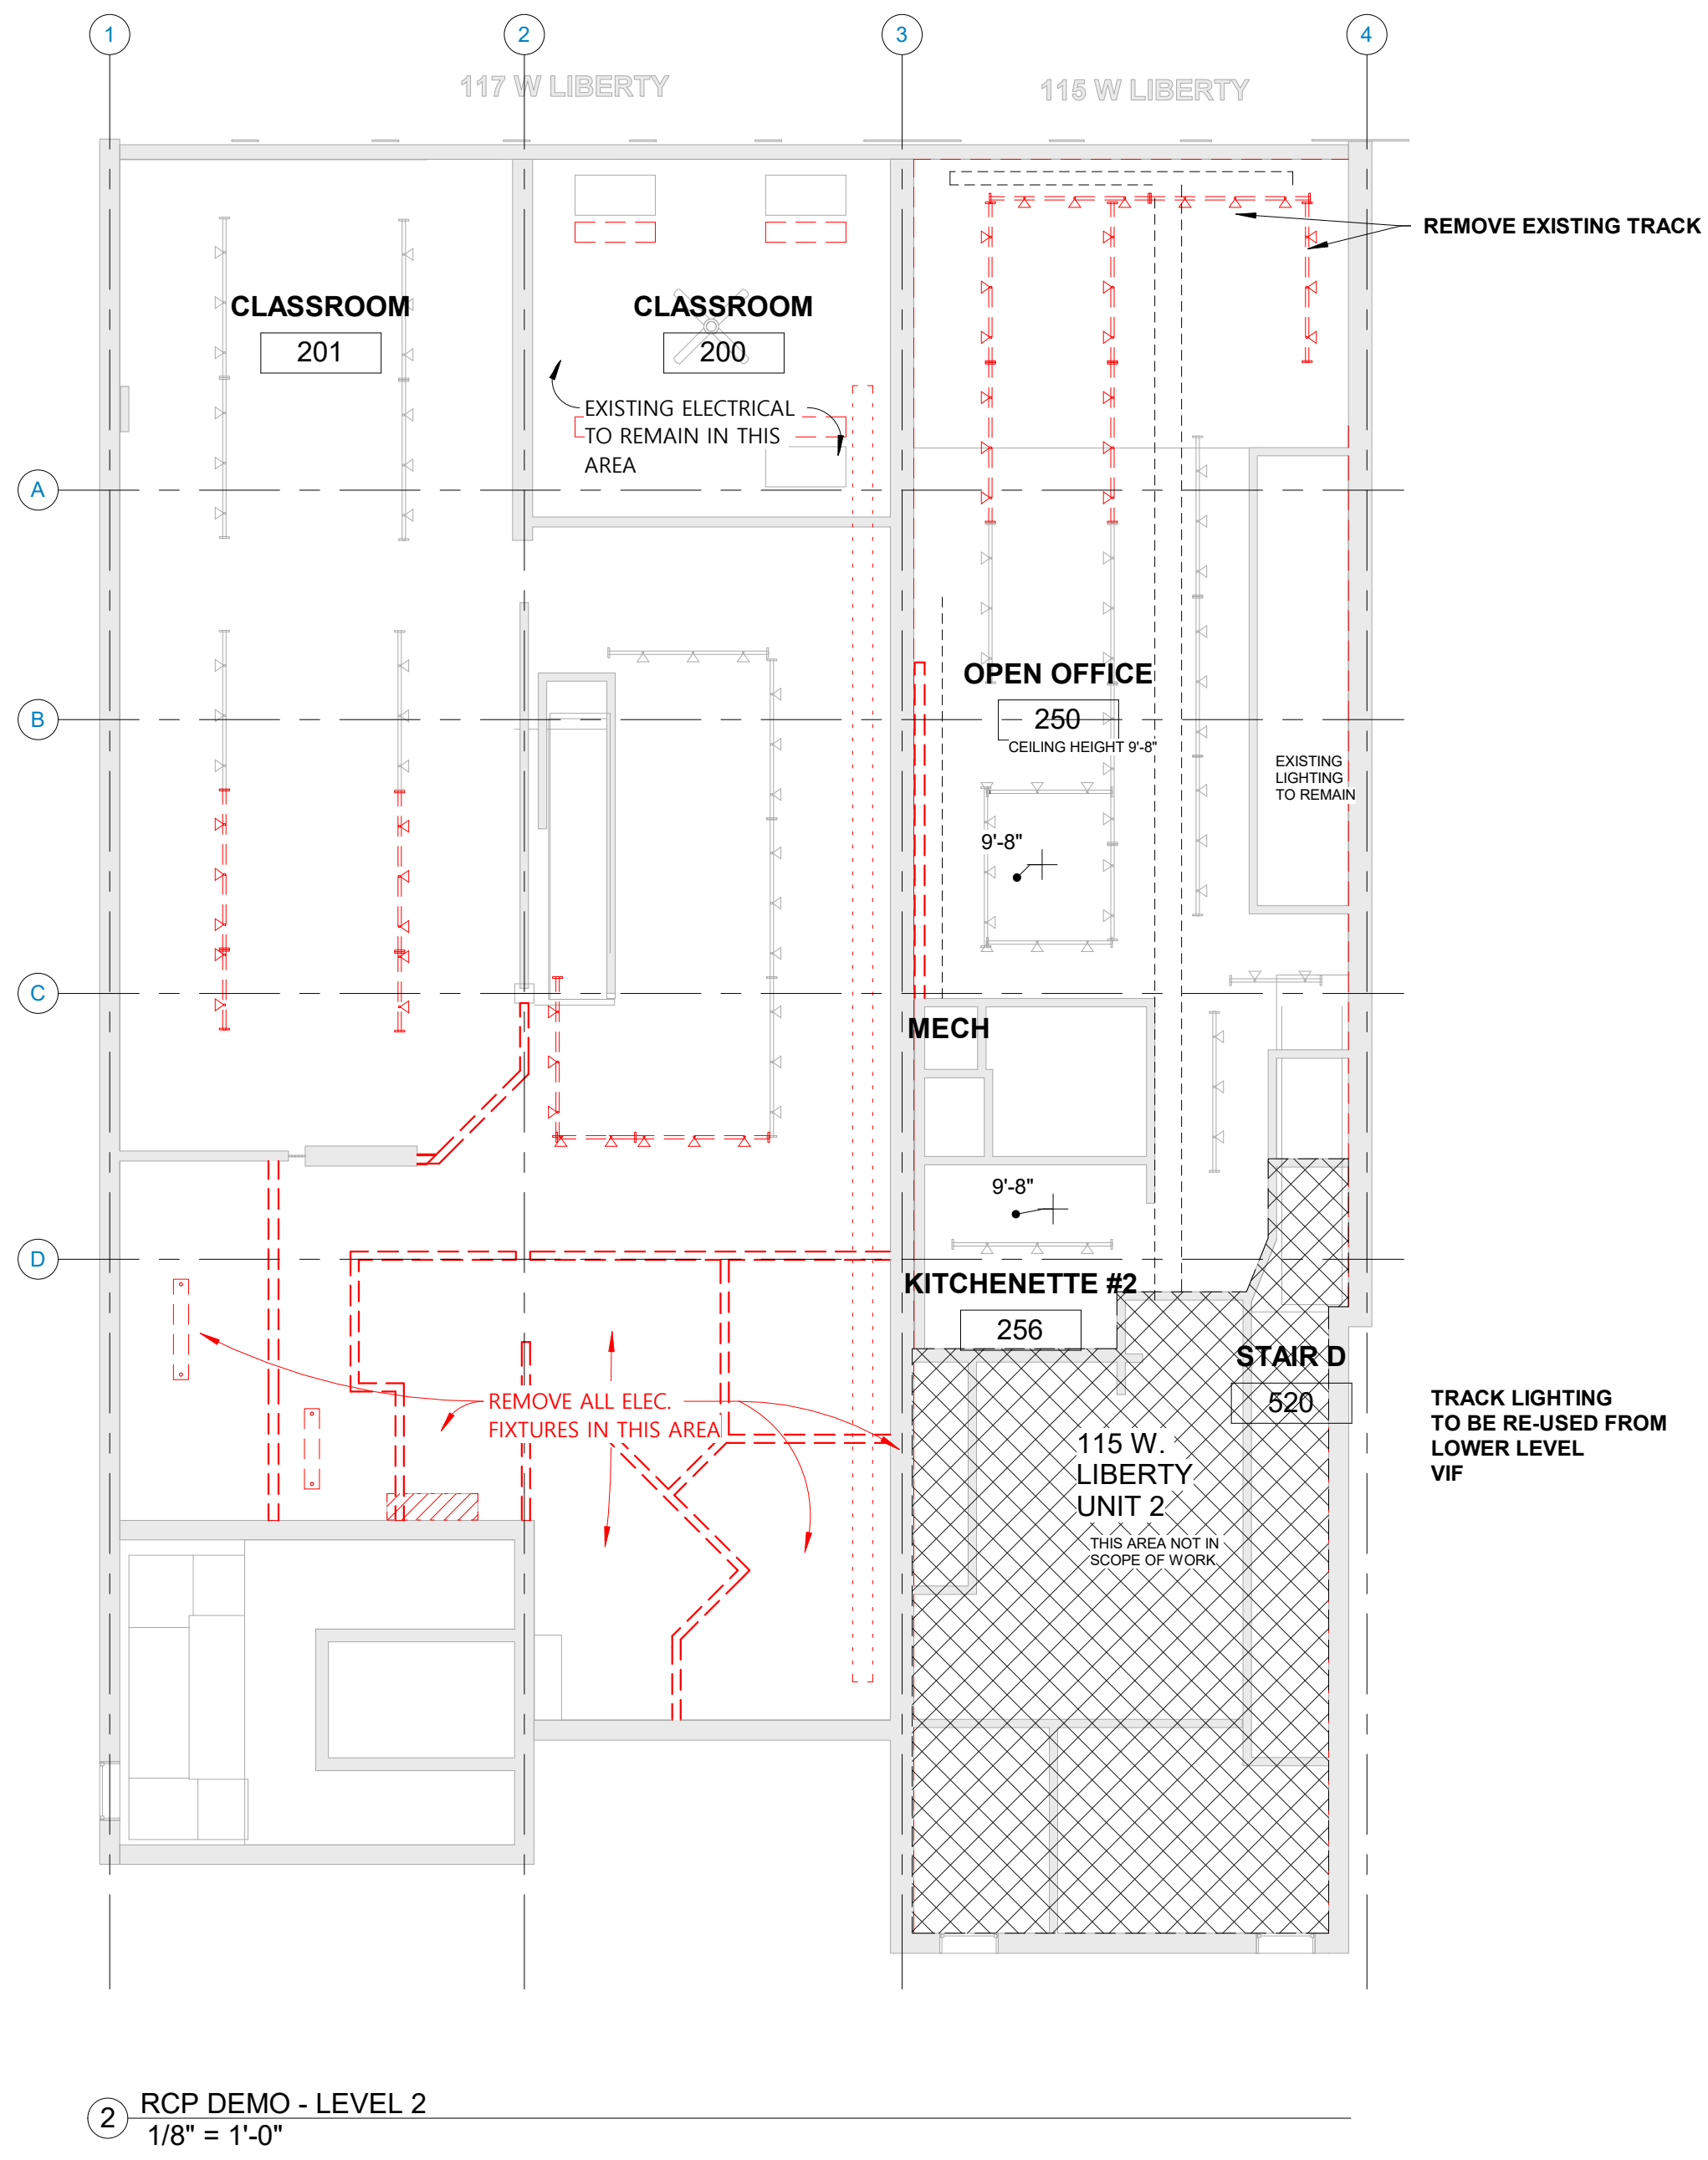 1
2
3
4
117 W LIBERTY
115 W LIBERTY
REMOVE EXISTING TRACK
CLASSROOM
201
CLASSROOM
200
EXISTING ELECTRICAL
TO REMAIN IN THIS
AREA
A
OPEN OFFICE
250
CEILING HEIGHT 9'-8"
B
EXISTING
LIGHTING
TO REMAIN
9'-8"
C
MECH
9'-8"
D
KITCHENETTE #2
256
STAIR D
520
REMOVE ALL ELEC.
FIXTURES IN THIS AREA
TRACK LIGHTING
TO BE RE-USED FROM
LOWER LEVEL
VIF
115 W.
LIBERTY
UNIT 2
THIS AREA NOT IN
SCOPE OF WORK
2
RCP DEMO - LEVEL 2
1/8" = 1'-0"